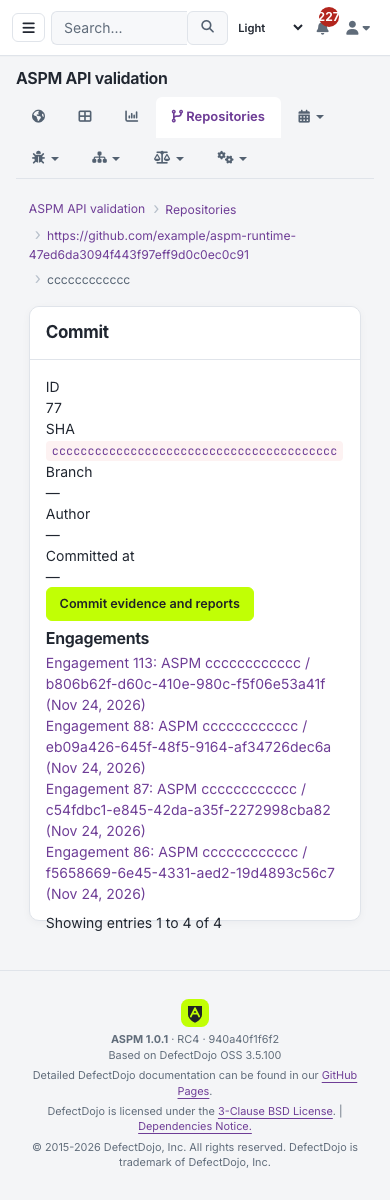 Search...
Light
227
ASPM API validation
Repositories
ASPM API validation
Repositories
https://github.com/example/aspm-runtime-
47ed6da3094f443f97eff9d0c0ec0c91
cccccccccccc
Commit
ID
77
SHA
cccccccccccccccccccccccccccccccccccccccc
Branch
—
Author
—
Committed at
—
Commit evidence and reports
Engagements
Engagement 113: ASPM cccccccccccc /
b806b62f-d60c-410e-980c-f5f06e53a41f
(Nov 24, 2026)
Engagement 88: ASPM cccccccccccc /
eb09a426-645f-48f5-9164-af34726dec6a
(Nov 24, 2026)
Engagement 87: ASPM cccccccccccc /
c54fdbc1-e845-42da-a35f-2272998cba82
(Nov 24, 2026)
Engagement 86: ASPM cccccccccccc /
f5658669-6e45-4331-aed2-19d4893c56c7
(Nov 24, 2026)
Showing entries 1 to 4 of 4
ASPM 1.0.1 · RC4 · 940a40f1f6f2
Based on DefectDojo OSS 3.5.100
Detailed DefectDojo documentation can be found in our GitHub
Pages.
DefectDojo is licensed under the 3-Clause BSD License. |
Dependencies Notice.
© 2015-2026 DefectDojo, Inc. All rights reserved. DefectDojo is
trademark of DefectDojo, Inc.